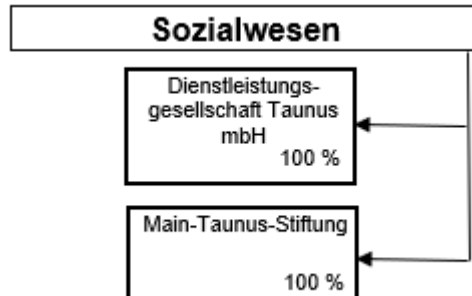 Sozialwesen
Dienstleistungs-
gesellschaft Taunus
mbH
100 %
Main-Taunus-Stiftung
100 %